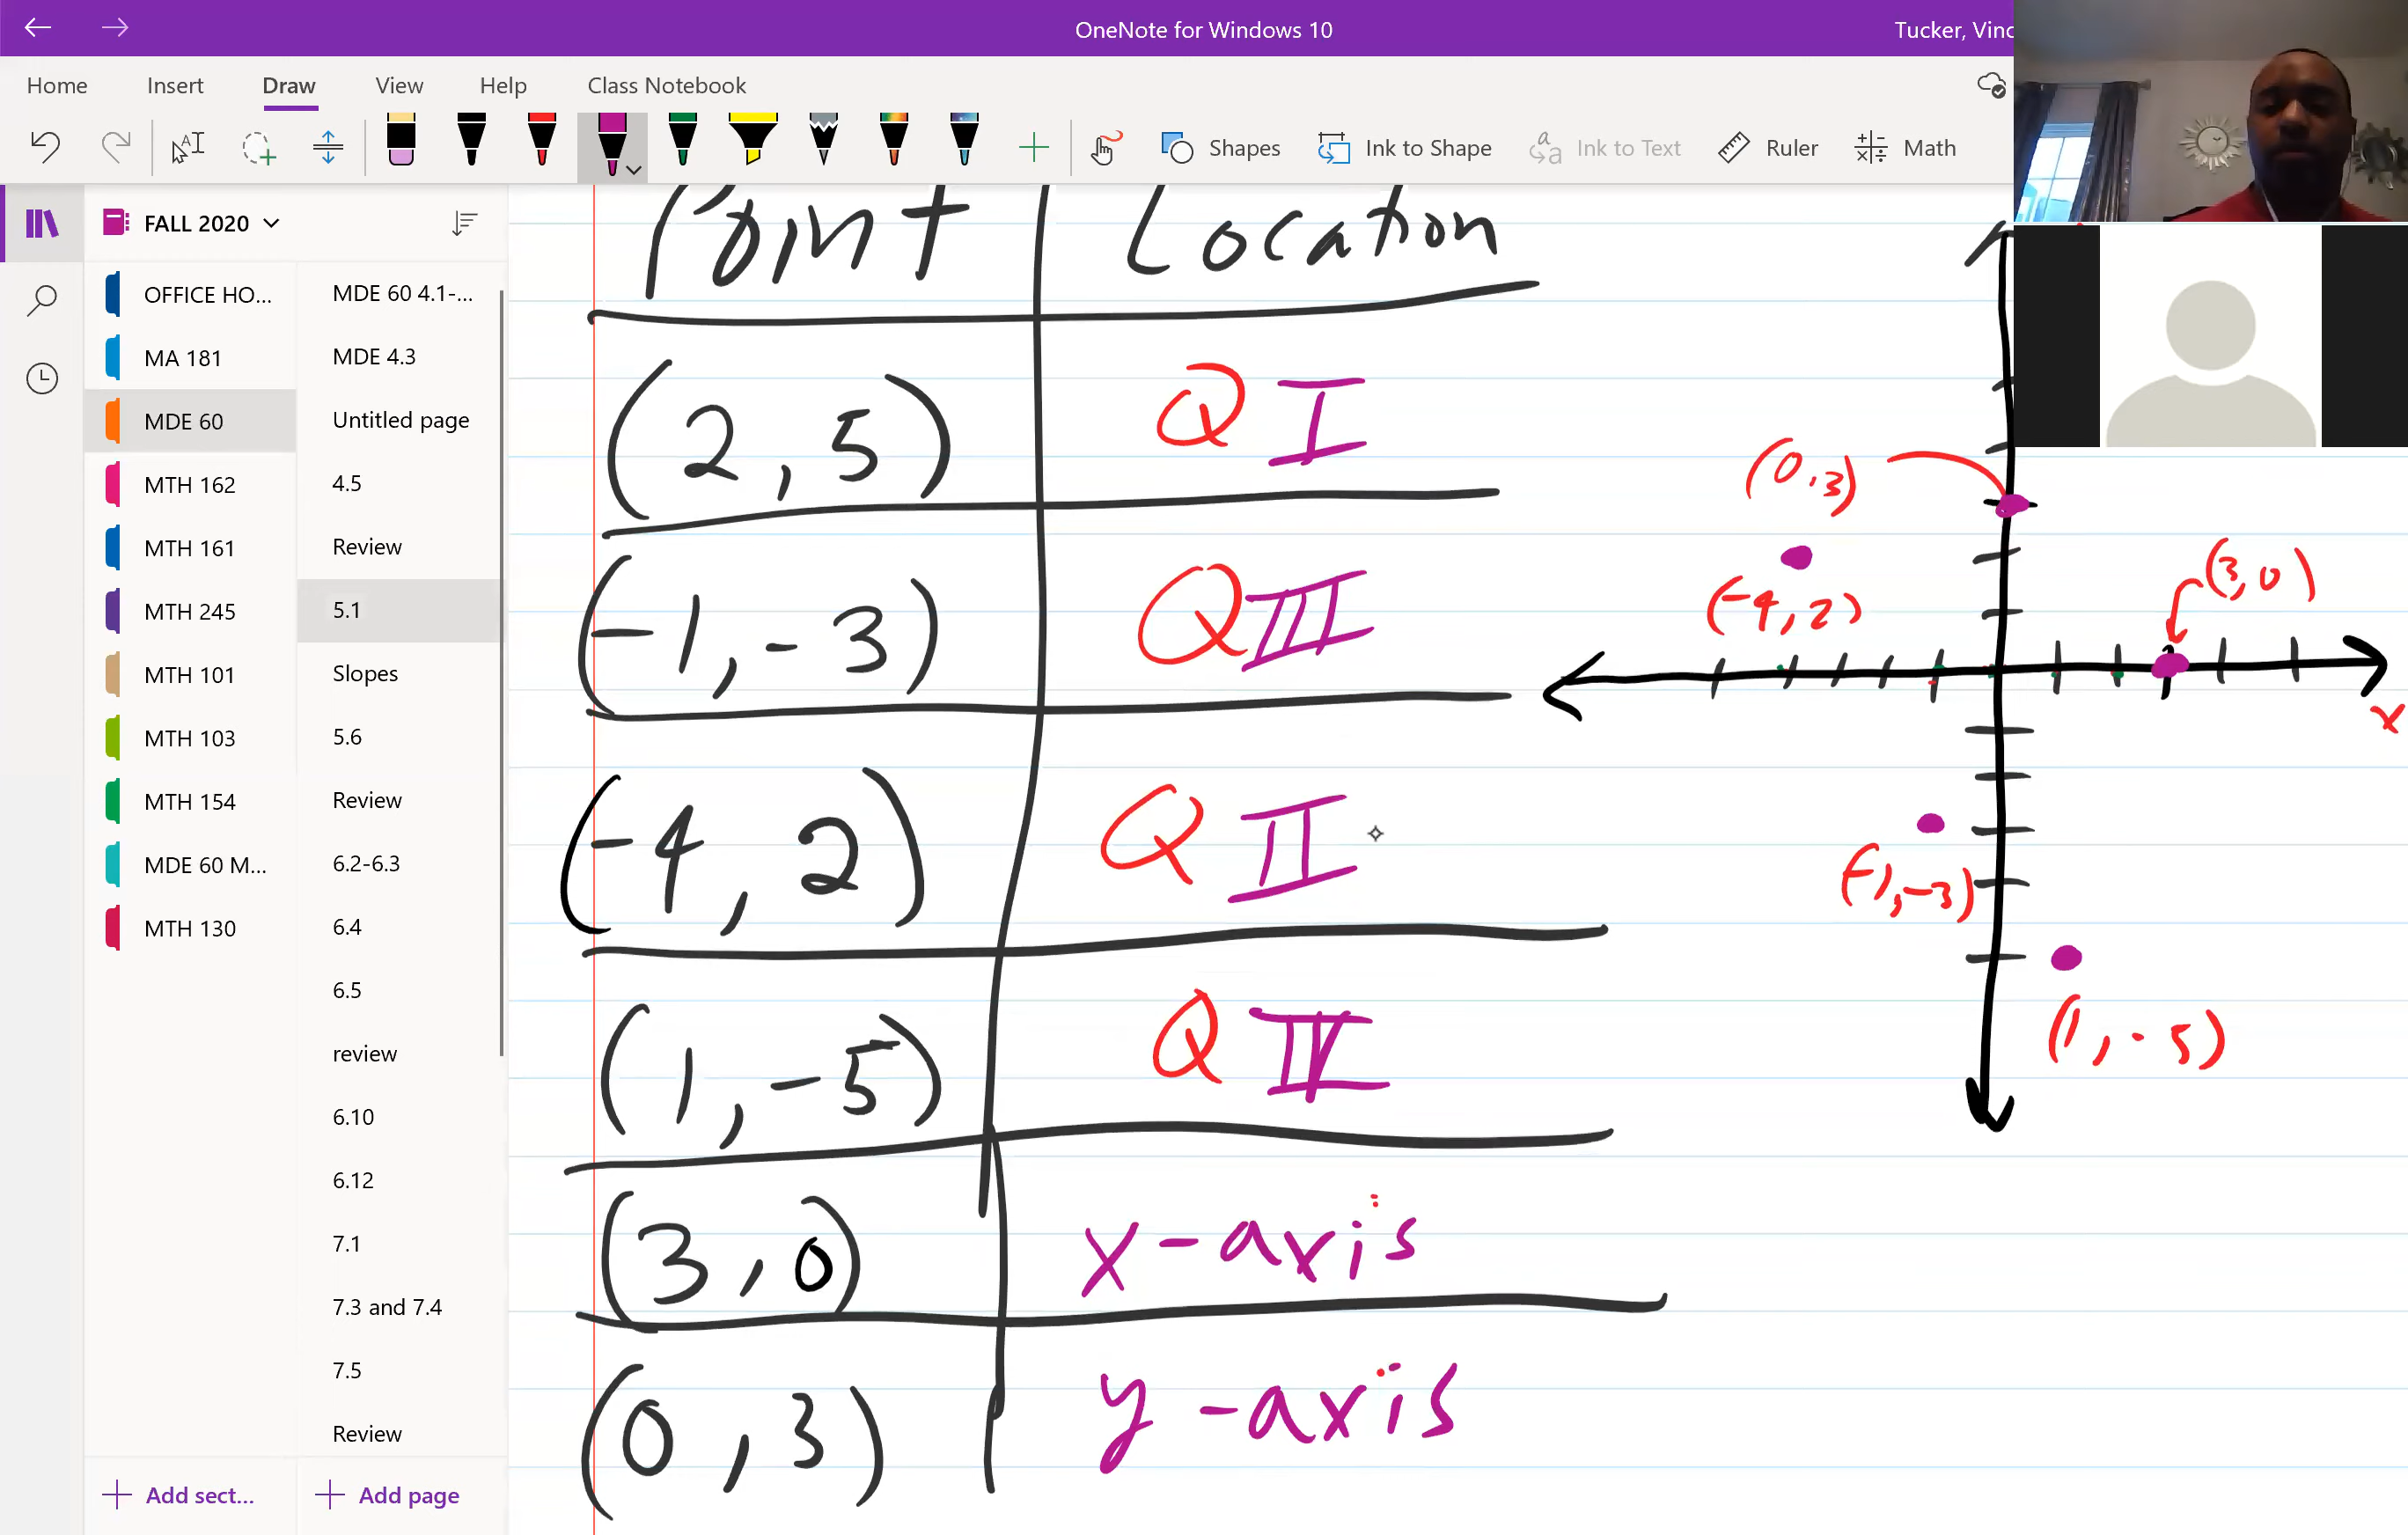 OneNote for Windows 10
Tucker, Vinc
Home Insert Draw View Help Class Notebook
Shapes Ink to Shape Ink to Text Ruler Math
FALL 2020
OFFICE HO...
MA 181
MDE 60
MTH 162
MTH 161
MTH 245
MTH 101
MTH 103
MTH 154
MDE 60 M...
MTH 130
Add sect...
MDE 60 4.1-...
MDE 4.3
Untitled page
4.5
Review
5.1
Slopes
5.6
Review
6.2-6.3
6.4
6.5
review
6.10
6.12
7.1
7.3 and 7.4
7.5
Review
Add page
Point Location
(2, 5) Q I
(-1, -3) Q III
(-4, 2) Q II
(1, -5) Q IV
(3, 0) x-axis
(0, 3) y-axis
(0,3)
(-4,2)
(3,0)
x
(-1,-3)
(1,-5)